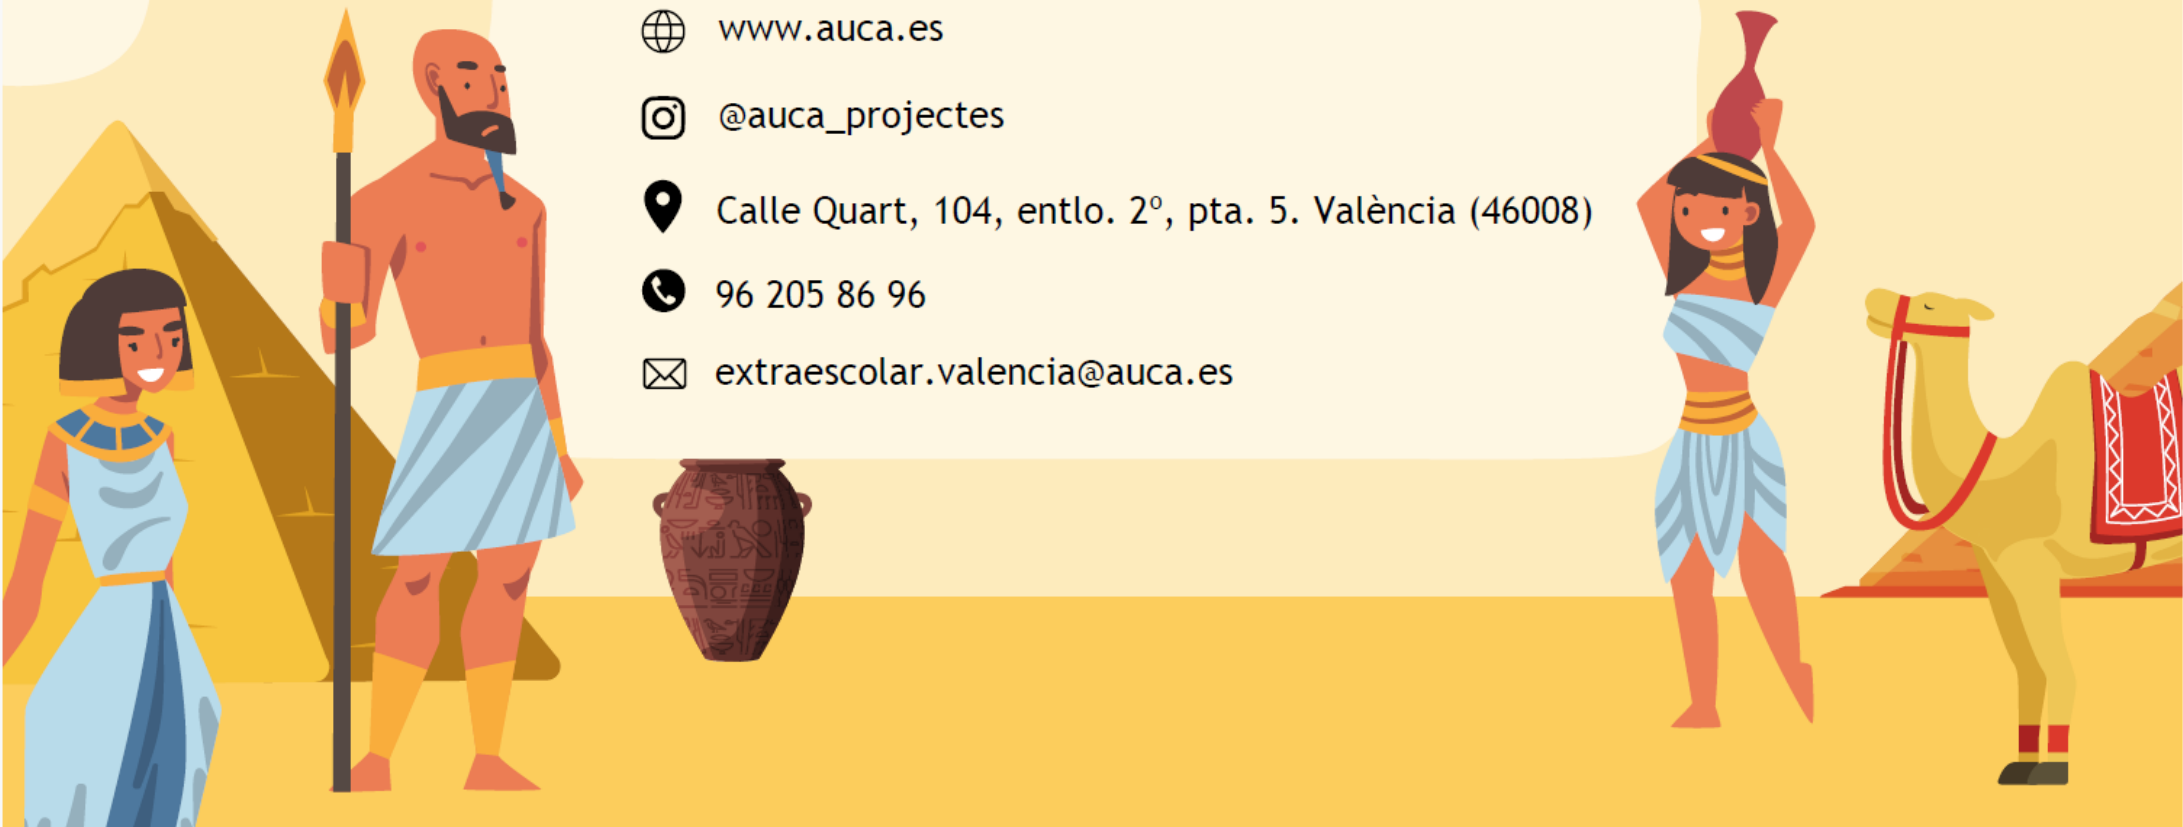 www.auca.es
@auca_projectes
Calle Quart, 104, entlo. 2º, pta. 5. València (46008)
96 205 86 96
extraescolar.valencia@auca.es